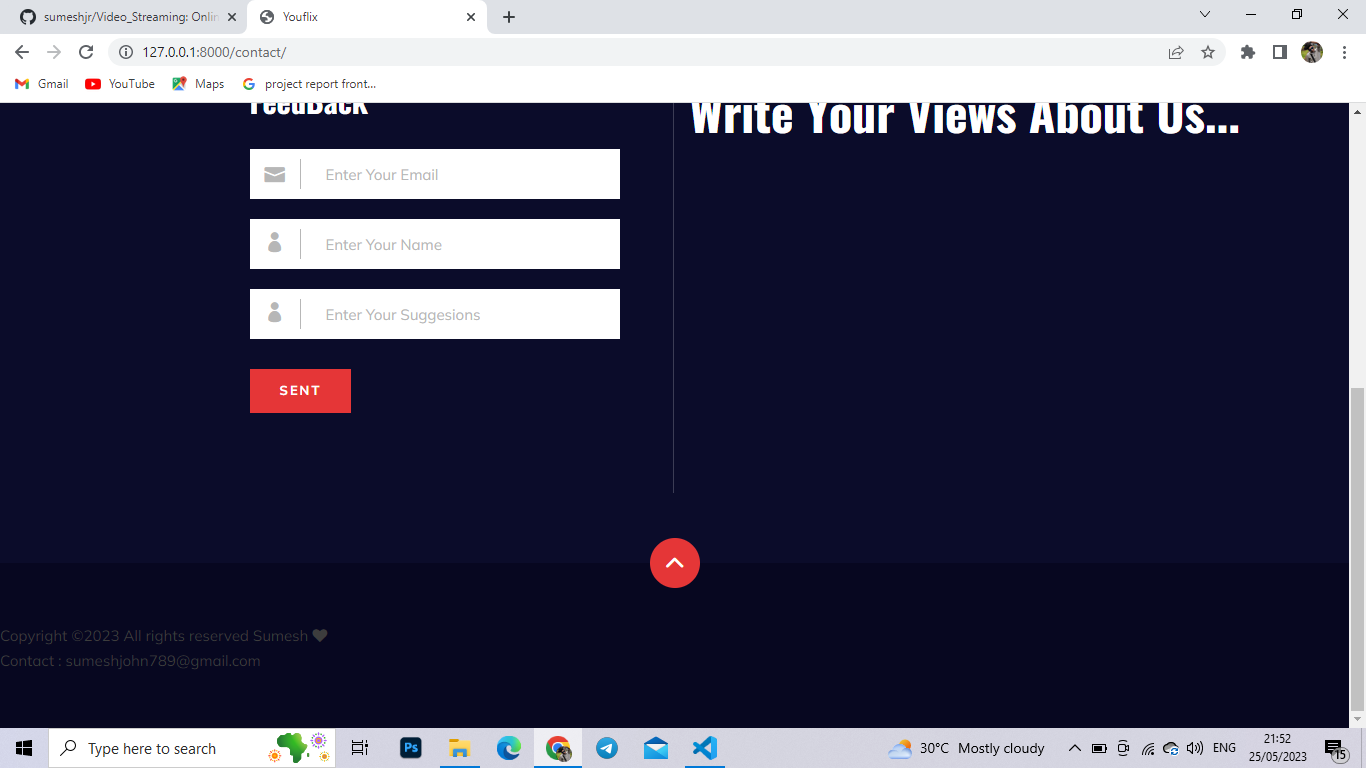 sumeshjr/Video_Streaming: Onlin
Youflix
127.0.0.1:8000/contact/
Gmail
YouTube
Maps
project report front...
FeedBack
Write Your Views About Us...
Enter Your Email
Enter Your Name
Enter Your Suggesions
SENT
Copyright ©2023 All rights reserved Sumesh
Contact : sumeshjohn789@gmail.com
Type here to search
Ps
30°C Mostly cloudy
ENG
21:52
25/05/2023
15